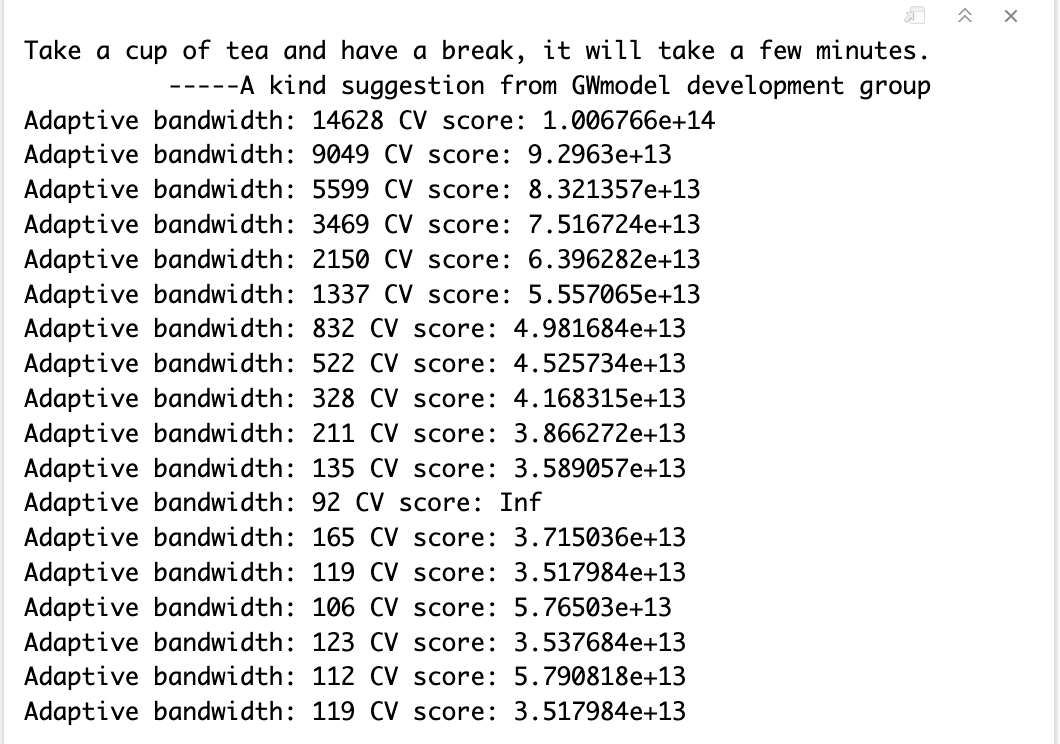 Take a cup of tea and have a break, it will take a few minutes.
-----A kind suggestion from GWmodel development group
Adaptive bandwidth: 14628 CV score: 1.006766e+14
Adaptive bandwidth: 9049 CV score: 9.2963e+13
Adaptive bandwidth: 5599 CV score: 8.321357e+13
Adaptive bandwidth: 3469 CV score: 7.516724e+13
Adaptive bandwidth: 2150 CV score: 6.396282e+13
Adaptive bandwidth: 1337 CV score: 5.557065e+13
Adaptive bandwidth: 832 CV score: 4.981684e+13
Adaptive bandwidth: 522 CV score: 4.525734e+13
Adaptive bandwidth: 328 CV score: 4.168315e+13
Adaptive bandwidth: 211 CV score: 3.866272e+13
Adaptive bandwidth: 135 CV score: 3.589057e+13
Adaptive bandwidth: 92 CV score: Inf
Adaptive bandwidth: 165 CV score: 3.715036e+13
Adaptive bandwidth: 119 CV score: 3.517984e+13
Adaptive bandwidth: 106 CV score: 5.76503e+13
Adaptive bandwidth: 123 CV score: 3.537684e+13
Adaptive bandwidth: 112 CV score: 5.790818e+13
Adaptive bandwidth: 119 CV score: 3.517984e+13